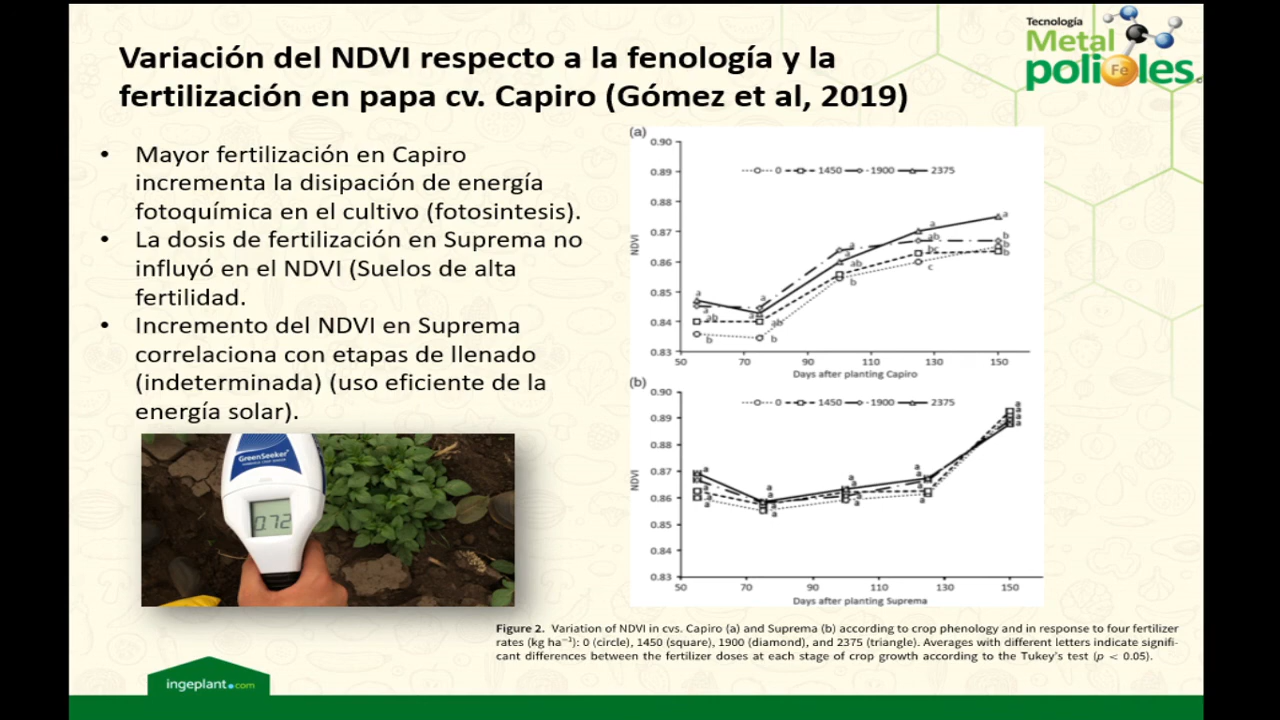 Tecnología
Metal
polioles
Fe
Variación del NDVI respecto a la fenología y la
fertilización en papa cv. Capiro (Gómez et al, 2019)
• Mayor fertilización en Capiro
incrementa la disipación de energía
fotoquímica en el cultivo (fotosintesis).
• La dosis de fertilización en Suprema no
influyó en el NDVI (Suelos de alta
fertilidad.
• Incremento del NDVI en Suprema
correlaciona con etapas de llenado
(indeterminada) (uso eficiente de la
energía solar).
GreenSeeker
0.72
(a)
0 1450 1900 2375
0.90
0.89
0.88
0.87
0.86
0.85
0.84
0.83
NDVI
a a ab b
a a ab b
a a ab b
a ab bc c
a b b b
50 70 90 110 130 150
Days after planting Capiro
(b)
0 1450 1900 2375
0.90
0.89
0.88
0.87
0.86
0.85
0.84
0.83
NDVI
a a a a
a a a a
a a a a
a a a a
a a a a
50 70 90 110 130 150
Days after planting Suprema
Figure 2. Variation of NDVI in cvs. Capiro (a) and Suprema (b) according to crop phenology and in response to four fertilizer
rates (kg ha⁻¹): 0 (circle), 1450 (square), 1900 (diamond), and 2375 (triangle). Averages with different letters indicate signifi-
cant differences between the fertilizer doses at each stage of crop growth according to the Tukey's test (p < 0.05).
ingeplant.com